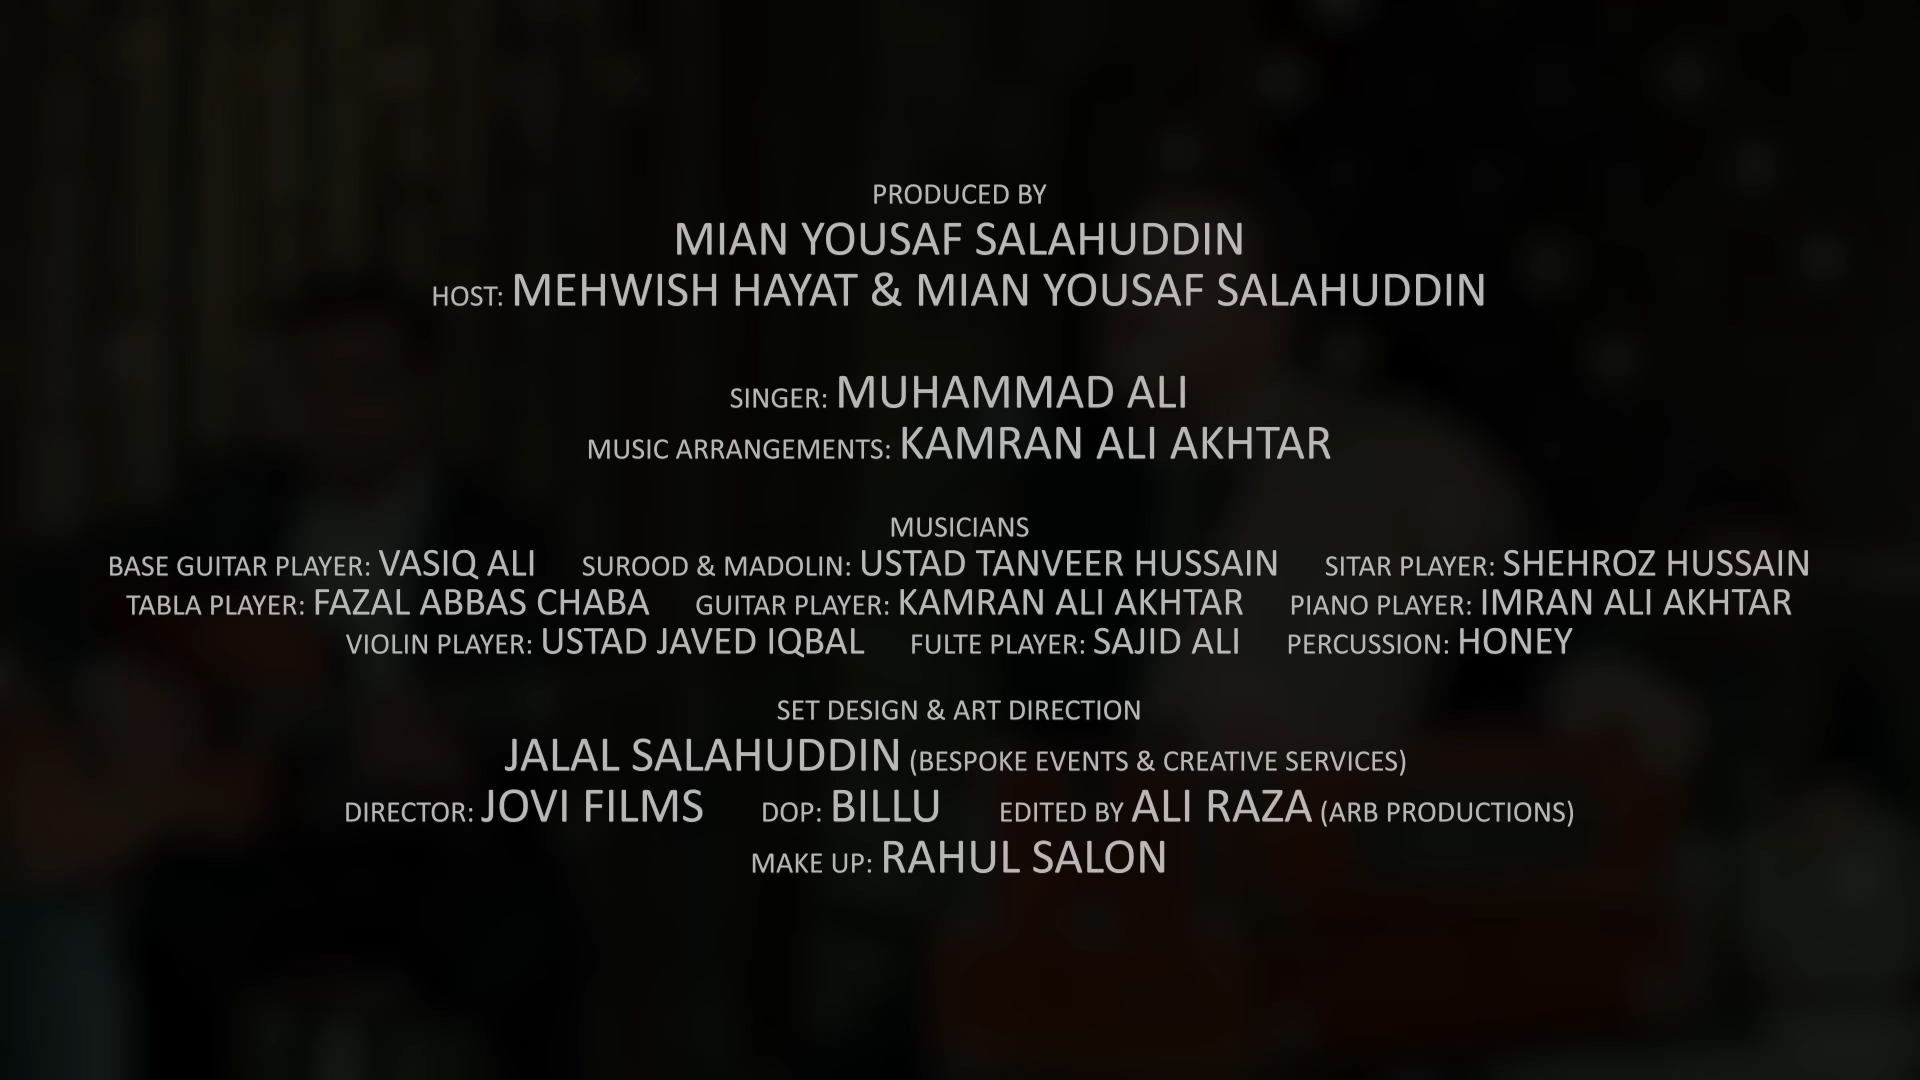 PRODUCED BY
MIAN YOUSAF SALAHUDDIN
HOST: MEHWISH HAYAT & MIAN YOUSAF SALAHUDDIN
SINGER: MUHAMMAD ALI
MUSIC ARRANGEMENTS: KAMRAN ALI AKHTAR
MUSICIANS
BASE GUITAR PLAYER: VASIQ ALI SUROOD & MADOLIN: USTAD TANVEER HUSSAIN SITAR PLAYER: SHEHROZ HUSSAIN
TABLA PLAYER: FAZAL ABBAS CHABA GUITAR PLAYER: KAMRAN ALI AKHTAR PIANO PLAYER: IMRAN ALI AKHTAR
VIOLIN PLAYER: USTAD JAVED IQBAL FULTE PLAYER: SAJID ALI PERCUSSION: HONEY
SET DESIGN & ART DIRECTION
JALAL SALAHUDDIN (BESPOKE EVENTS & CREATIVE SERVICES)
DIRECTOR: JOVI FILMS DOP: BILLU EDITED BY ALI RAZA (ARB PRODUCTIONS)
MAKE UP: RAHUL SALON